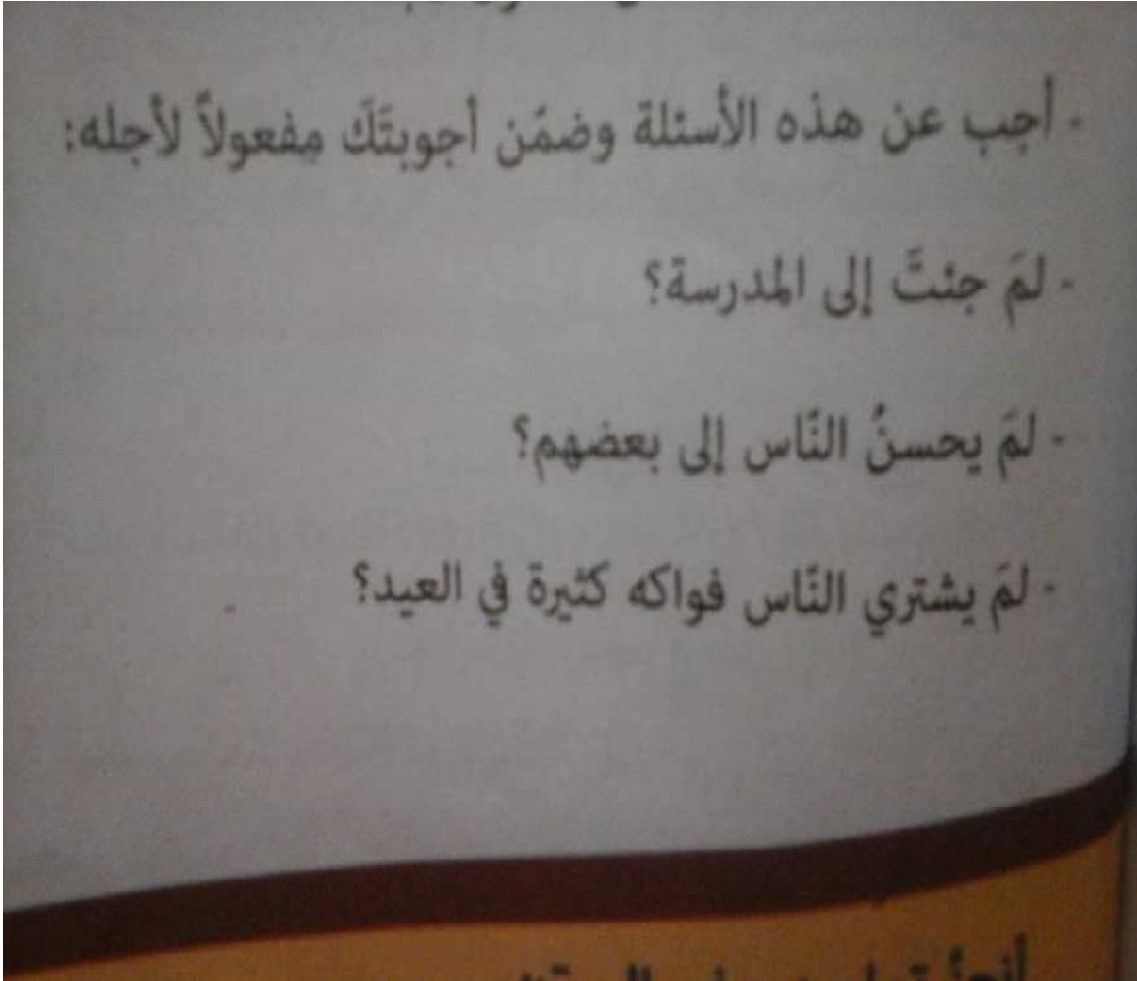 - أجب عن هذه الأسئلة وضمّن أجوبتَكَ مفعولاً لأجله:
- لمَ جئتَ إلى المدرسة؟
- لمَ يحسنُ النّاس إلى بعضهم؟
- لمَ يشتري النّاس فواكه كثيرة في العيد؟